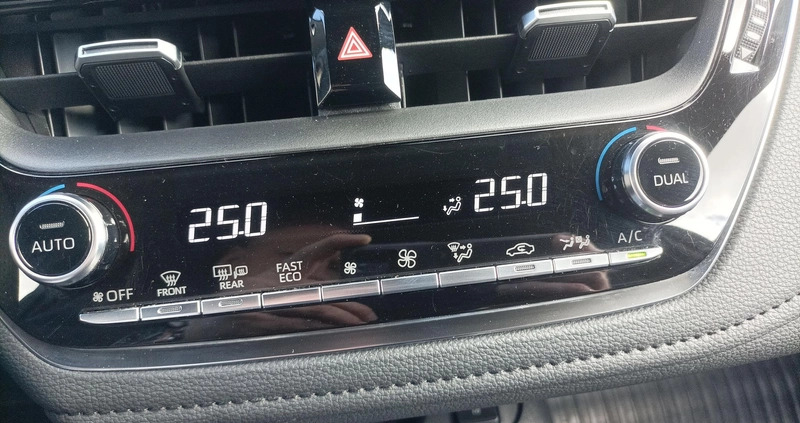 25.0
25.0
AUTO
DUAL
OFF
FRONT
REAR
FAST
ECO
A/C